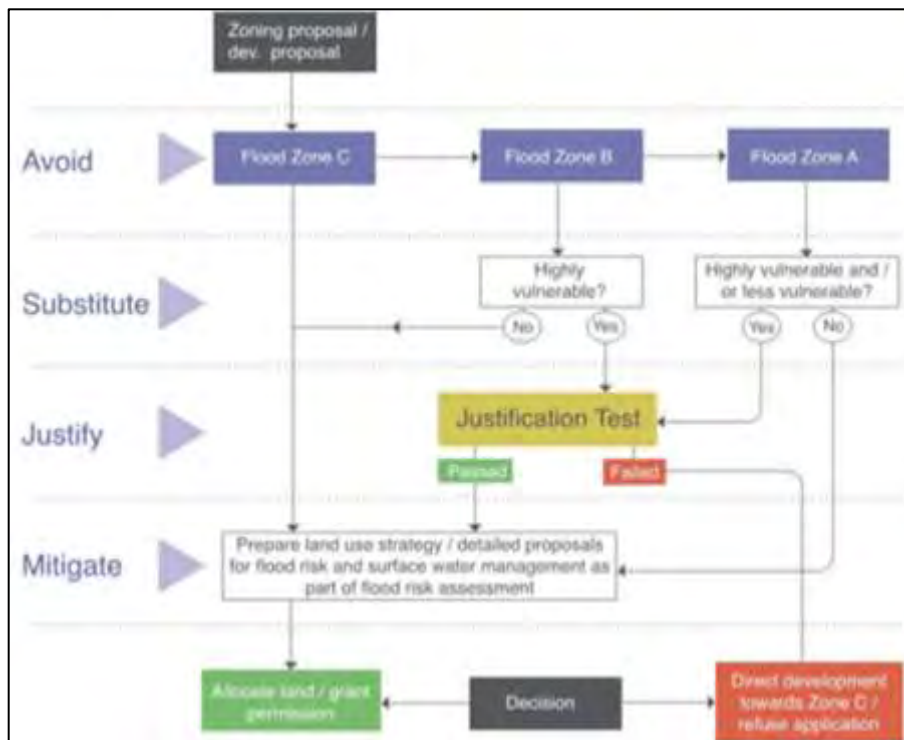 Zoning proposal /
dev. proposal
Avoid
Flood Zone C
Flood Zone B
Flood Zone A
Substitute
Highly
vulnerable?
Highly vulnerable and /
or less vulnerable?
No
Yes
Yes
No
Justify
Justification Test
Passed
Failed
Mitigate
Prepare land use strategy / detailed proposals
for flood risk and surface water management as
part of flood risk assessment
Allocate land / grant
permission
Decision
Direct development
towards Zone C /
refuse application